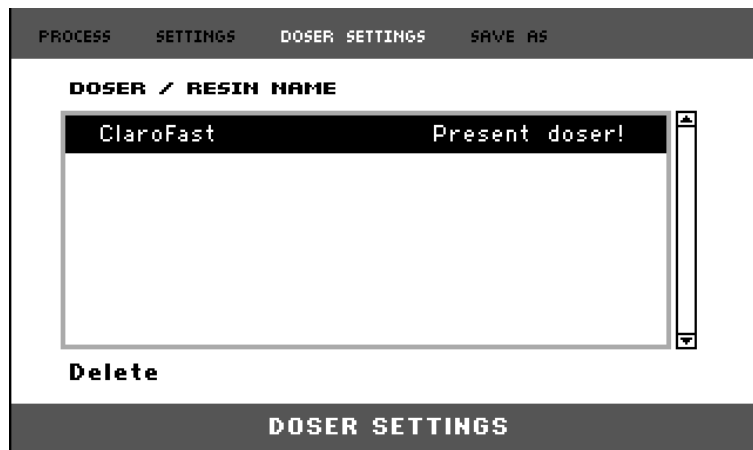 PROCESS SETTINGS DOSER SETTINGS SAVE AS
DOSER / RESIN NAME
ClaroFast Present doser!
Delete
DOSER SETTINGS